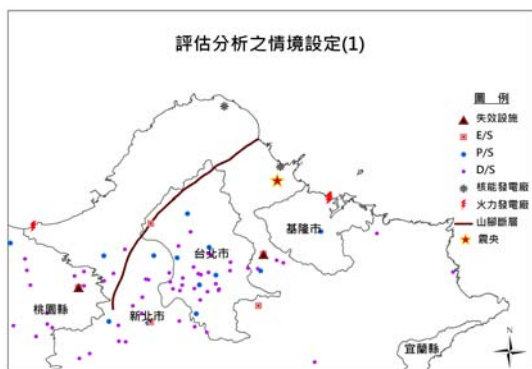 評估分析之情境設定(1)
圖 例
失效設施
E/S
P/S
D/S
核能發電廠
火力發電廠
山腳斷層
震央
基隆市
台北市
桃園縣
新北市
宜蘭縣
N